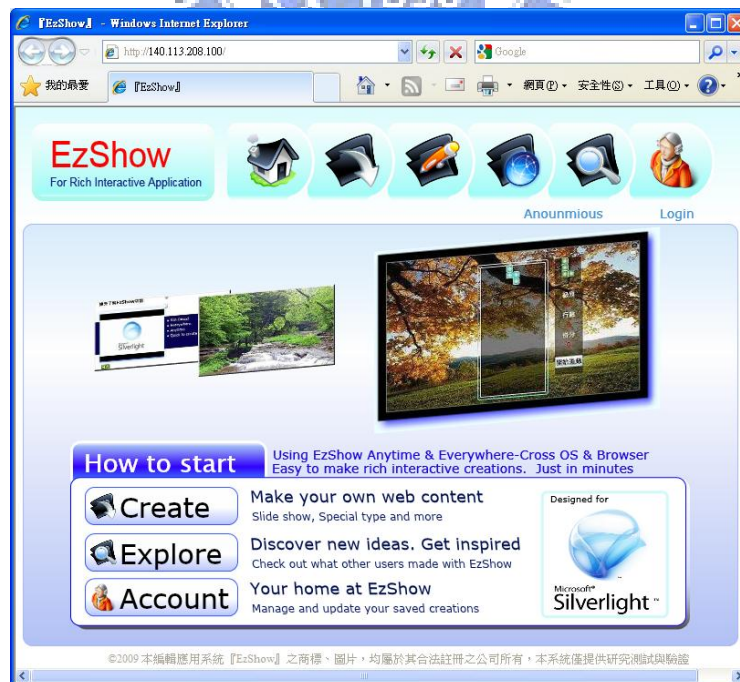 『EzShow』 - Windows Internet Explorer
http://140.113.208.100/
Google
我的最愛
『EzShow』
網頁(P)
安全性(S)
工具(O)
EzShow
For Rich Interactive Application
Anounmious
Login
Silverlight
開始遊戲
How to start
Using EzShow Anytime & Everywhere-Cross OS & Browser
Easy to make rich interactive creations. Just in minutes
Create
Make your own web content
Slide show, Special type and more
Explore
Discover new ideas. Get inspired
Check out what other users made with EzShow
Account
Your home at EzShow
Manage and update your saved creations
Designed for
Microsoft®
Silverlight™
©2009 本編輯應用系統『EzShow』之商標、圖片，均屬於其合法註冊之公司所有，本系統僅提供研究測試與驗證